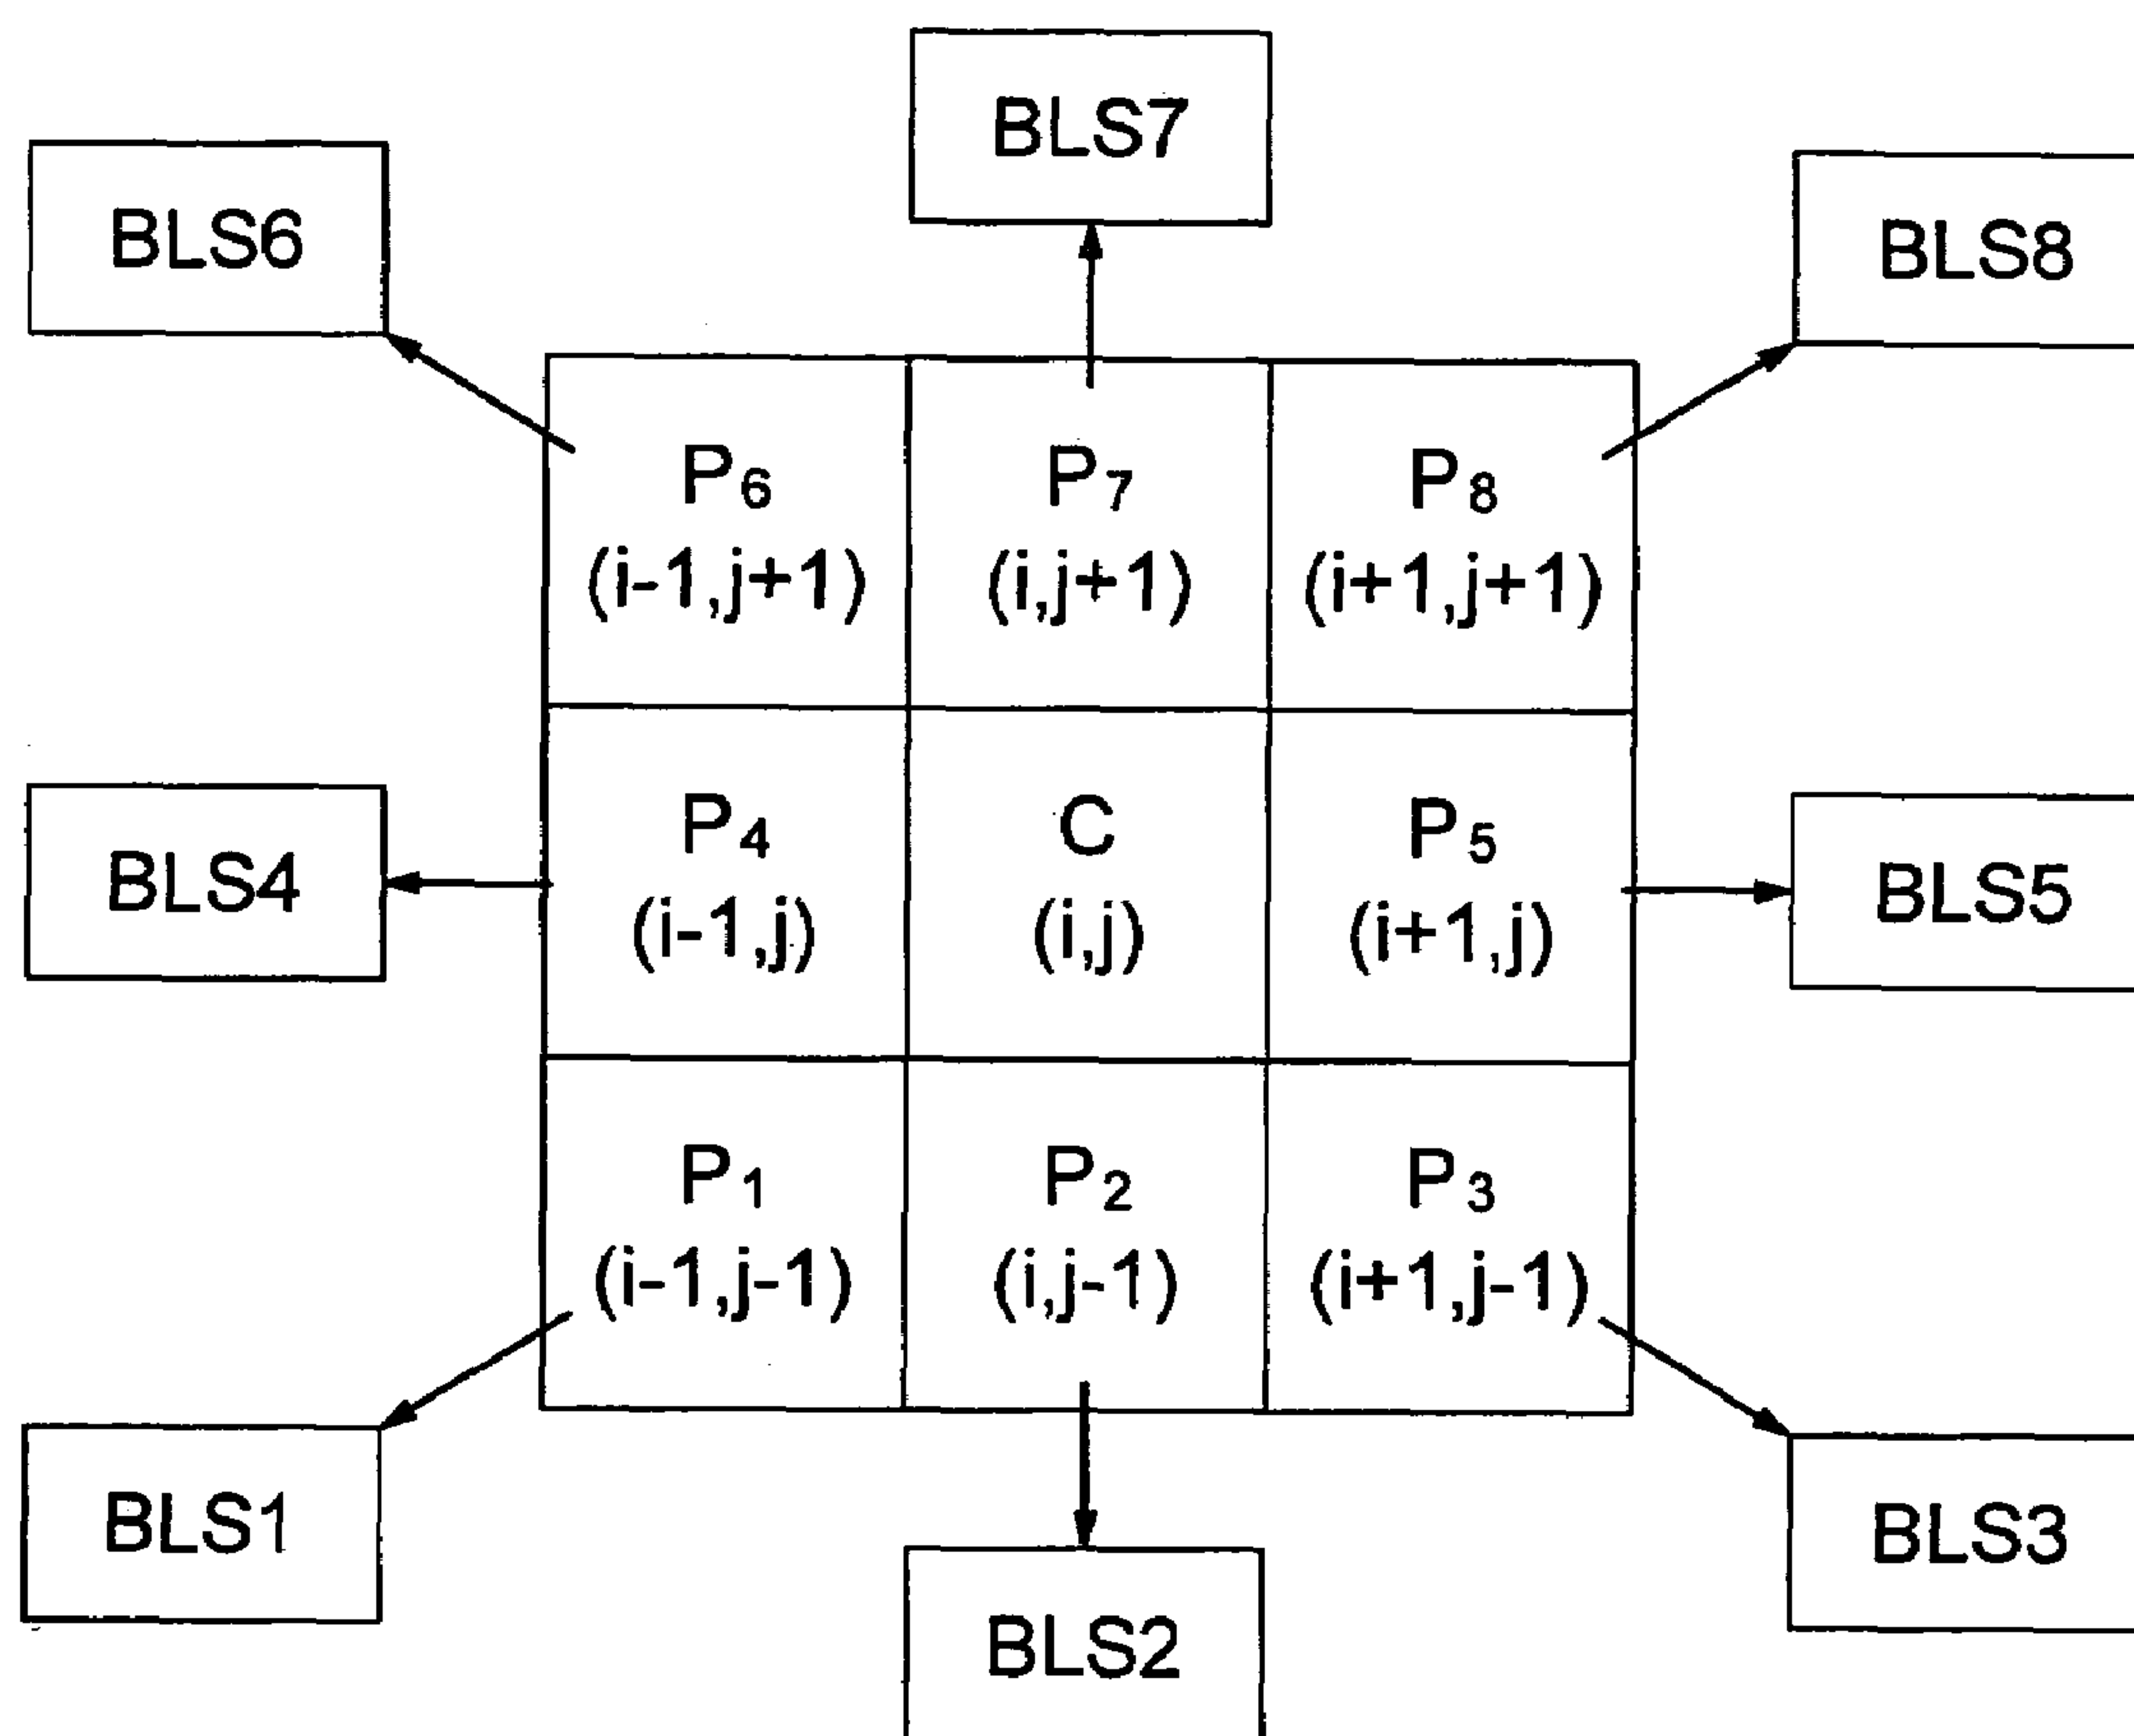 BLS7
BLS6
BLS8
P6 P7 P8
(i-1,j+1) (i,j+1) (i+1,j+1)
P4 C P5
BLS4 BLS5
(i-1,j) (i,j) (i+1,j)
P1 P2 P3
(i-1,j-1) (i,j-1) (i+1,j-1)
BLS1 BLS3
BLS2